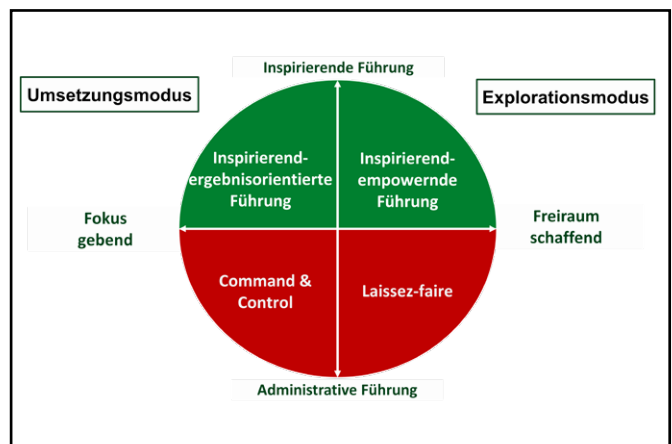 Inspirierende Führung
Umsetzungsmodus
Explorationsmodus
Inspirierend-
ergebnisorientierte
Führung
Inspirierend-
empowernde
Führung
Fokus
gebend
Freiraum
schaffend
Command &
Control
Laissez-faire
Administrative Führung